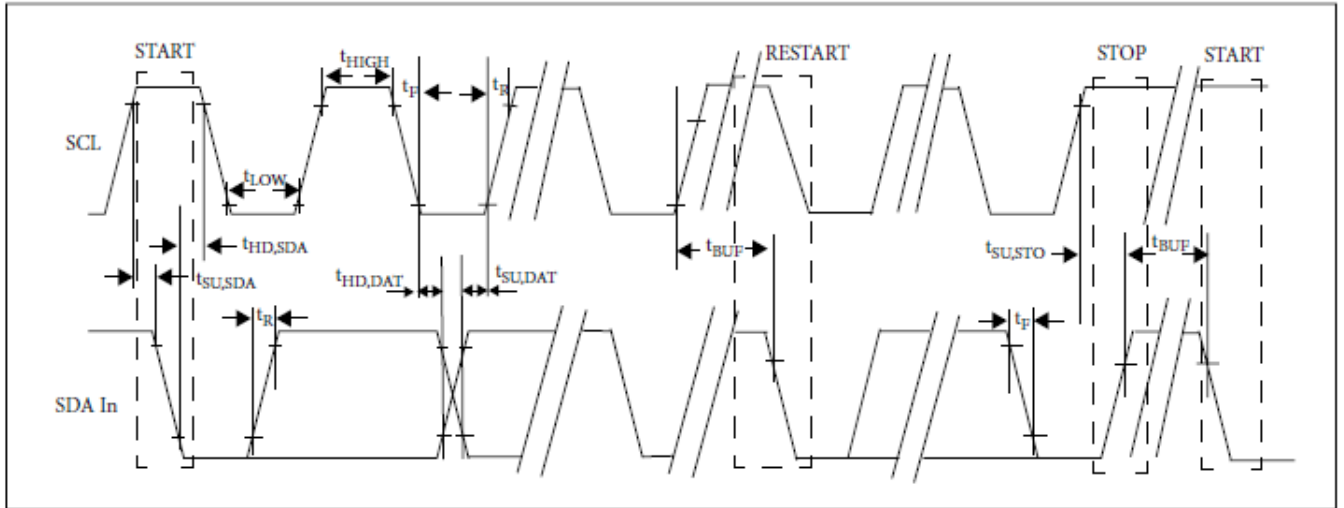 START RESTART STOP START
tHIGH
tF tR
SCL
tLOW
tHD,SDA tBUF tSU,STO tBUF
tSU,SDA tHD,DAT tSU,DAT
tR tF
SDA In